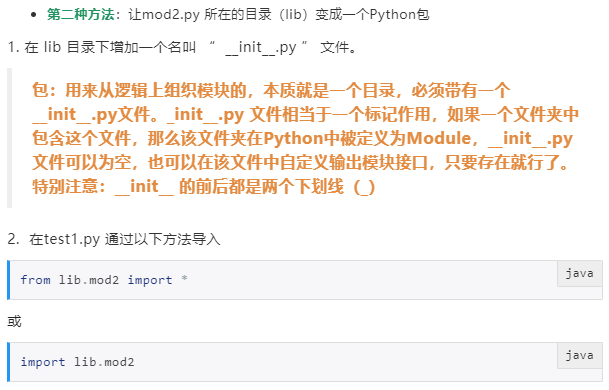 • 第二种方法：让mod2.py 所在的目录（lib）变成一个Python包
1. 在 lib 目录下增加一个名叫 “ __init__.py ” 文件。
包：用来从逻辑上组织模块的，本质就是一个目录，必须带有一个
__init__.py文件。_init__.py 文件相当于一个标记作用，如果一个文件夹中
包含这个文件，那么该文件夹在Python中被定义为Module，__init__.py
文件可以为空，也可以在该文件中自定义输出模块接口，只要存在就行了。
特别注意：__init__ 的前后都是两个下划线（_）
2. 在test1.py 通过以下方法导入
java
from lib.mod2 import *
或
java
import lib.mod2